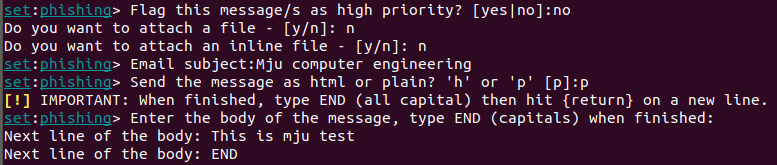 set:phishing> Flag this message/s as high priority? [yes|no]:no
Do you want to attach a file - [y/n]: n
Do you want to attach an inline file - [y/n]: n
set:phishing> Email subject:Mju computer engineering
set:phishing> Send the message as html or plain? 'h' or 'p' [p]:p
[!] IMPORTANT: When finished, type END (all capital) then hit {return} on a new line.
set:phishing> Enter the body of the message, type END (capitals) when finished:
Next line of the body: This is mju test
Next line of the body: END